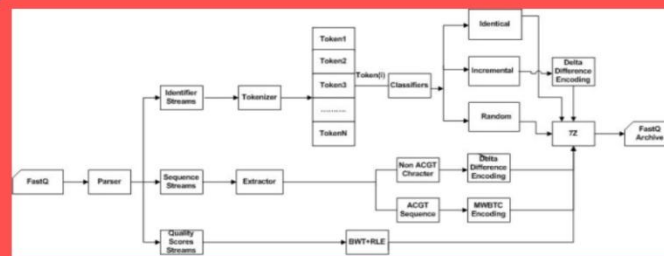 Token1
Token2
Token3
............
TokenN
Token(i)
Identifier
Streams
Tokenizer
Classifiers
Identical
Incremental
Random
Delta
Difference
Encoding
7Z
FastQ
Archive
FastQ
Parser
Sequence
Streams
Extractor
Non ACGT
Chracter
Delta
Difference
Encoding
ACGT
Sequence
MWBTC
Encoding
Quality
Scores
Streams
BWT+RLE